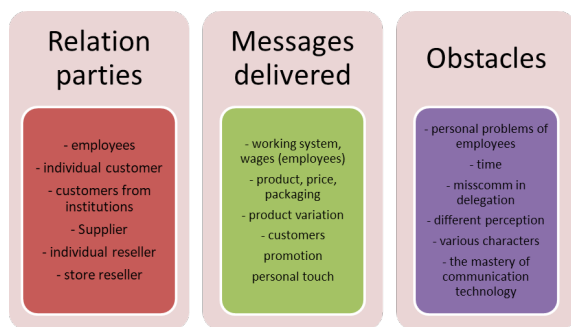 Relation
parties
- employees
- individual customer
- customers from
institutions
- Supplier
- individual reseller
- store reseller
Messages
delivered
- working system,
wages (employees)
- product, price,
packaging
- product variation
- customers
promotion
personal touch
Obstacles
- personal problems of
employees
- time
- misscomm in
delegation
- different perception
- various characters
- the mastery of
communication
technology